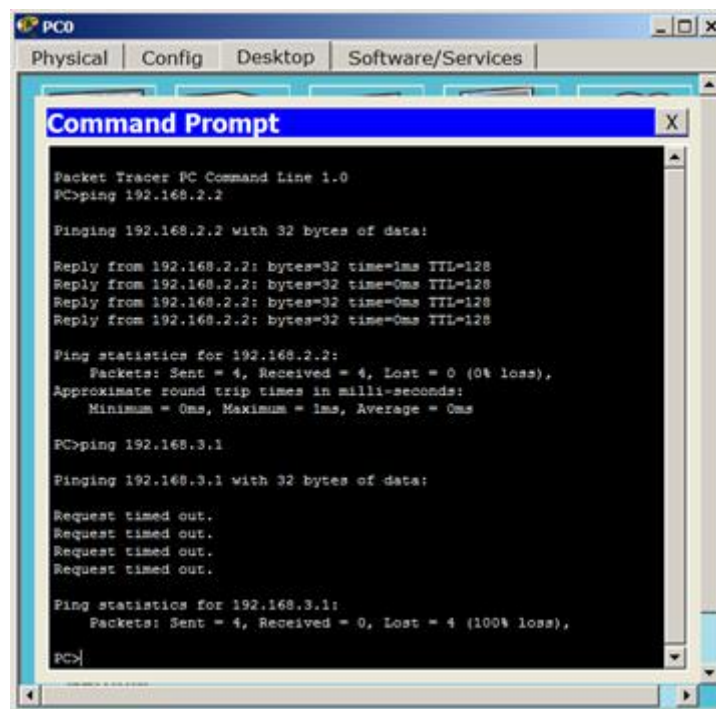 PC0
Physical Config Desktop Software/Services
Command Prompt X
Packet Tracer PC Command Line 1.0
PC>ping 192.168.2.2
Pinging 192.168.2.2 with 32 bytes of data:
Reply from 192.168.2.2: bytes=32 time=1ms TTL=128
Reply from 192.168.2.2: bytes=32 time=0ms TTL=128
Reply from 192.168.2.2: bytes=32 time=0ms TTL=128
Reply from 192.168.2.2: bytes=32 time=0ms TTL=128
Ping statistics for 192.168.2.2:
Packets: Sent = 4, Received = 4, Lost = 0 (0% loss),
Approximate round trip times in milli-seconds:
Minimum = 0ms, Maximum = 1ms, Average = 0ms
PC>ping 192.168.3.1
Pinging 192.168.3.1 with 32 bytes of data:
Request timed out.
Request timed out.
Request timed out.
Request timed out.
Ping statistics for 192.168.3.1:
Packets: Sent = 4, Received = 0, Lost = 4 (100% loss),
PC>